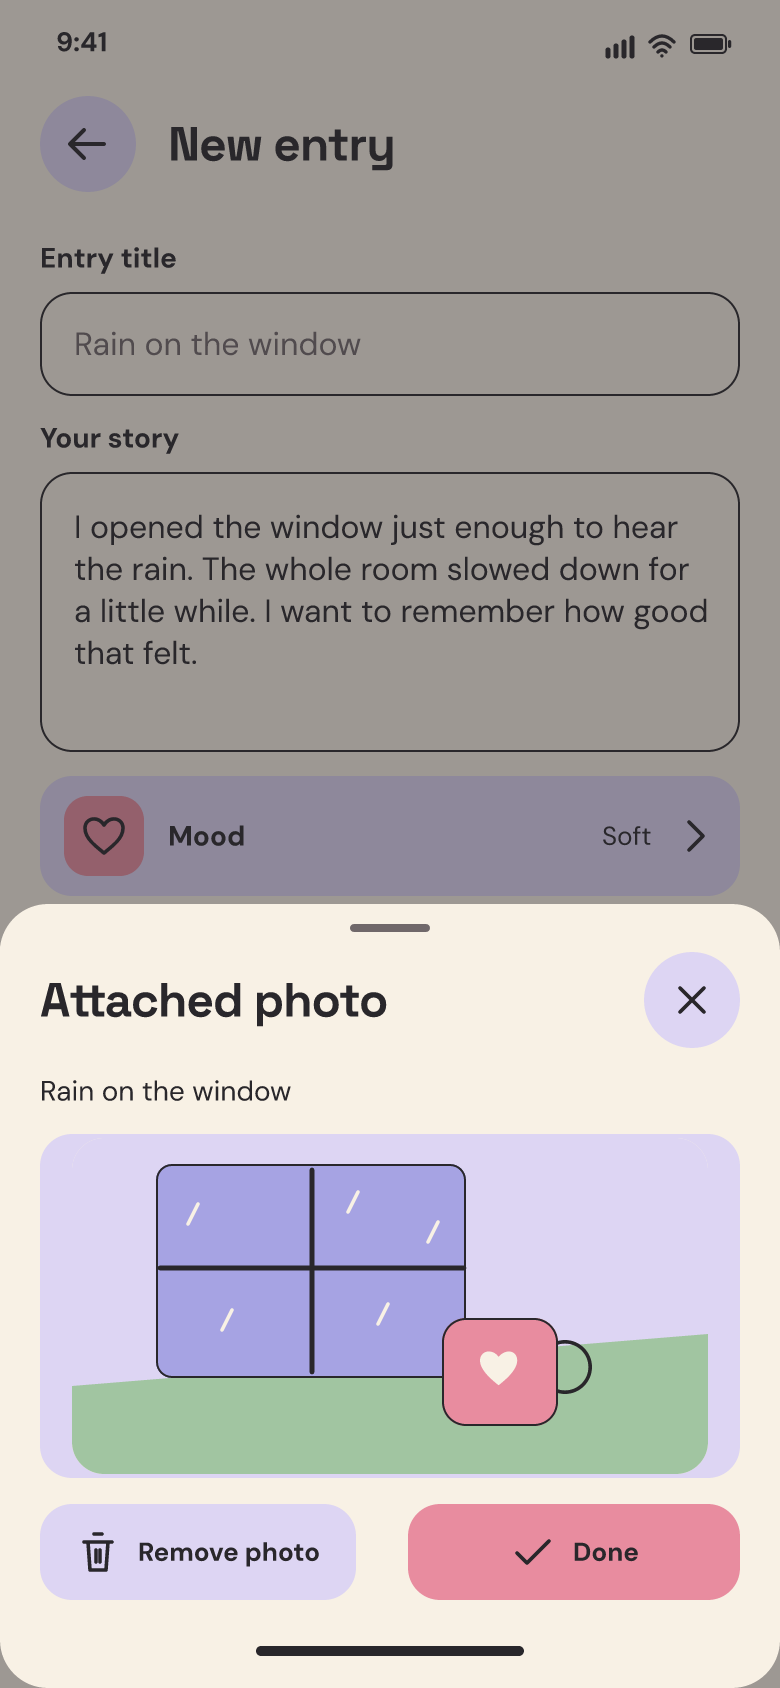 9:41
New entry
Entry title
Rain on the window
Your story
I opened the window just enough to hear
the rain. The whole room slowed down for
a little while. I want to remember how good
that felt.
Mood
Soft
Attached photo
Rain on the window
Remove photo
Done